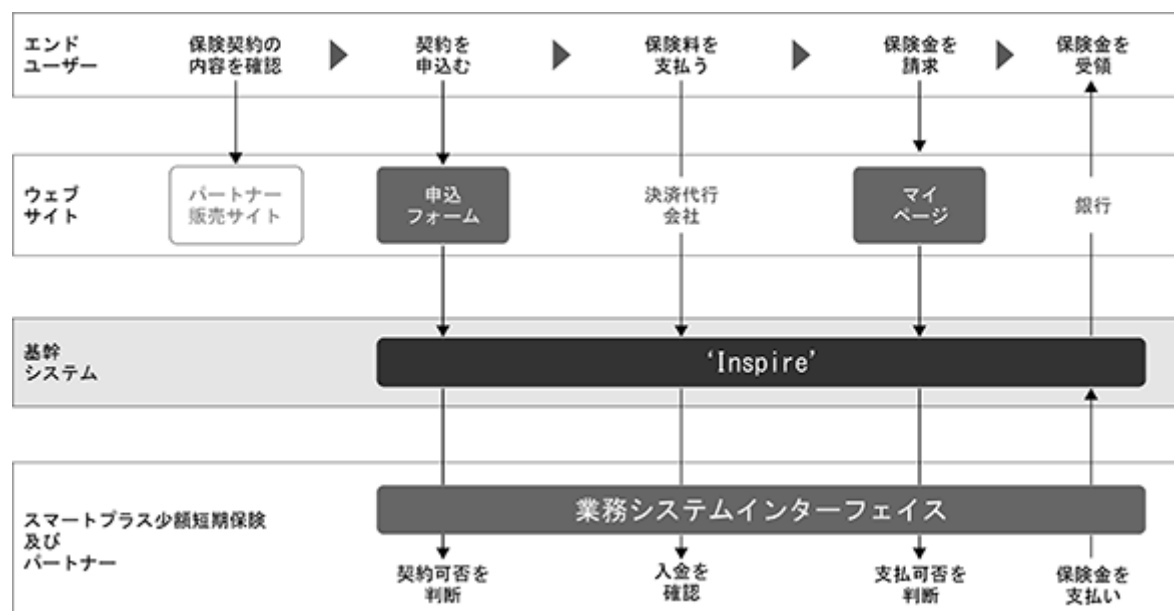 エンド
ユーザー
保険契約の
内容を確認
契約を
申込む
保険料を
支払う
保険金を
請求
保険金を
受領
ウェブ
サイト
パートナー
販売サイト
申込
フォーム
決済代行
会社
マイ
ページ
銀行
基幹
システム
‘Inspire’
スマートプラス少額短期保険
及び
パートナー
業務システムインターフェイス
契約可否を
判断
入金を
確認
支払可否を
判断
保険金を
支払い